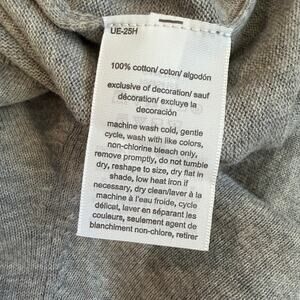 UE-25H
100% cotton/ coton/ algodón
exclusive of decoration/ sauf
décoration/ excluye la
decoración
machine wash cold, gentle
cycle, wash with like colors,
non-chlorine bleach only,
remove promptly, do not tumble
dry, reshape to size, dry flat in
shade, low heat iron if
necessary, dry clean/laver à la
machine à l'eau froide, cycle
délicat, laver en séparant les
couleurs, seulement agent de
blanchiment non-chlore, retirer